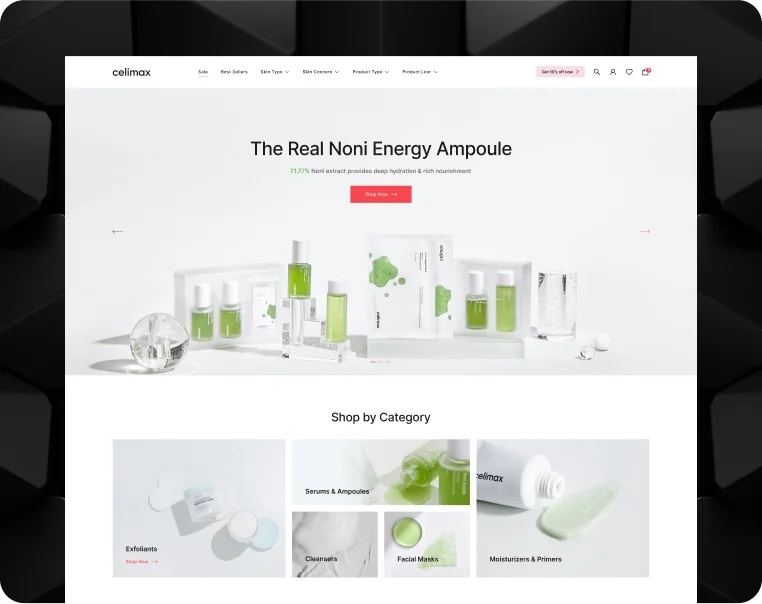 celimax
Sale Best Sellers Skin Type Skin Concern Product Type Product Line
Get 10% off now
The Real Noni Energy Ampoule
71,77% Noni extract provides deep hydration & rich nourishment
Shop Now
Shop by Category
celimax
Serums & Ampoules
Exfoliants
Shop Now
Cleansers
Facial Masks
Moisturizers & Primers